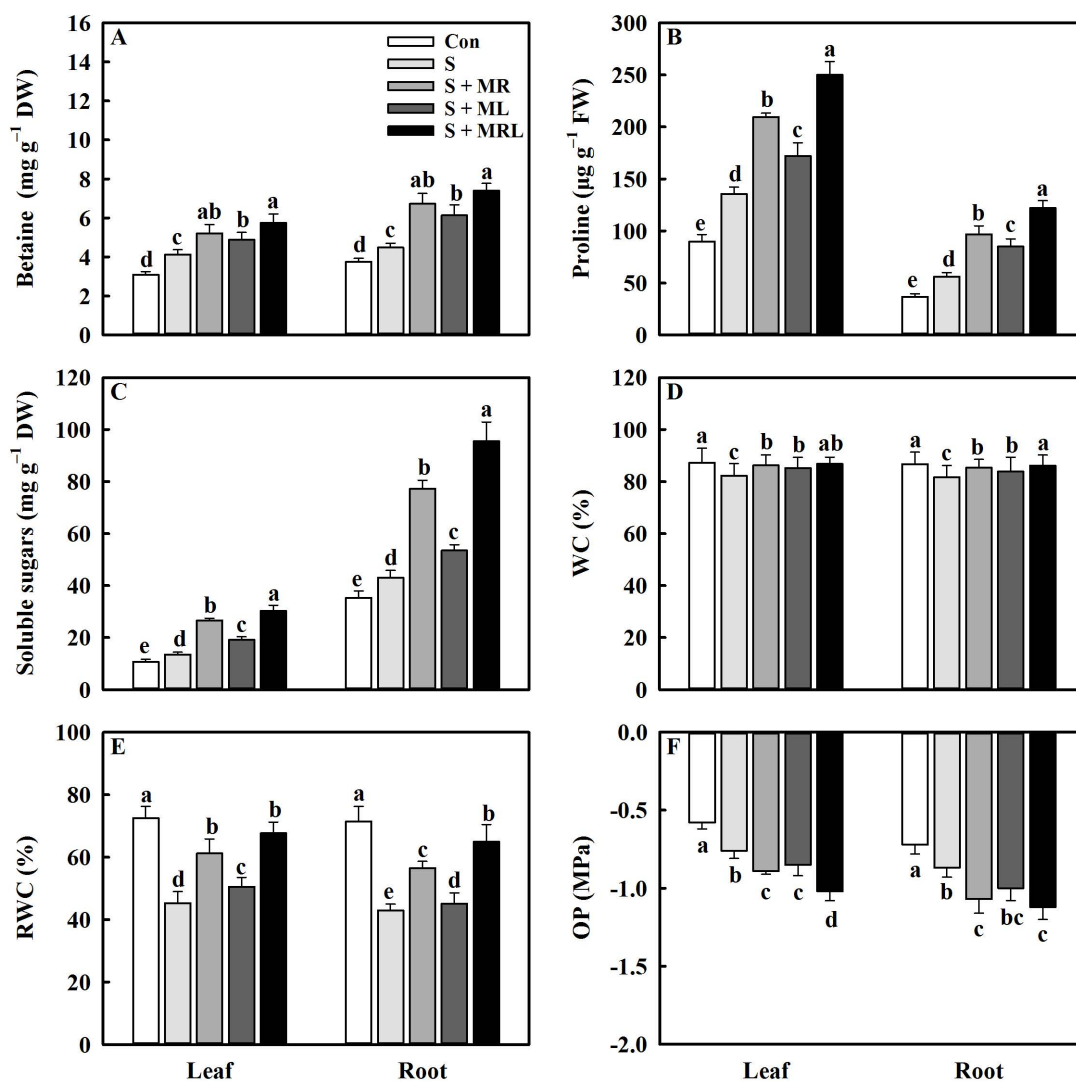 A
Betaine (mg g⁻¹ DW)
16
14
12
10
8
6
4
2
0
Con
S
S + MR
S + ML
S + MRL
d c ab b a
d c ab b a
B
Proline (µg g⁻¹ FW)
300
250
200
150
100
50
0
e d b c a
e d b c a
C
Soluble sugars (mg g⁻¹ DW)
120
100
80
60
40
20
0
e d b c a
e d b c a
D
WC (%)
120
100
80
60
40
20
0
a c b b ab
a c b b a
E
RWC (%)
100
80
60
40
20
0
a d b c b
a e c d b
Leaf Root
F
OP (MPa)
0.0
-0.5
-1.0
-1.5
-2.0
a b c c d
a b c bc c
Leaf Root